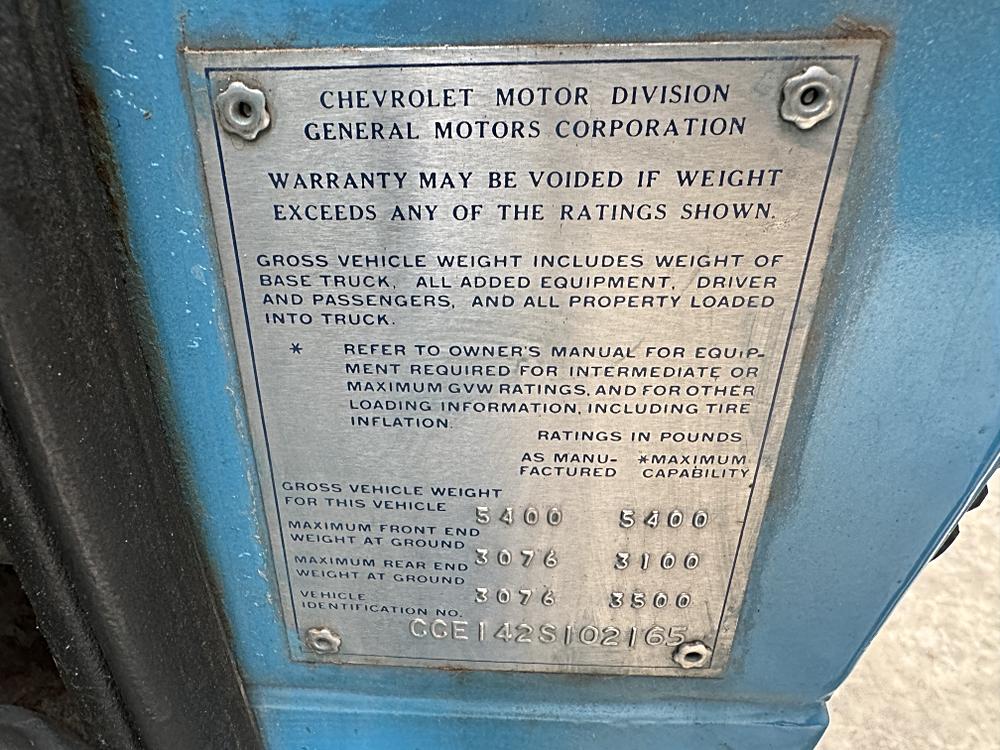 CHEVROLET MOTOR DIVISION
GENERAL MOTORS CORPORATION
WARRANTY MAY BE VOIDED IF WEIGHT
EXCEEDS ANY OF THE RATINGS SHOWN.
GROSS VEHICLE WEIGHT INCLUDES WEIGHT OF
BASE TRUCK, ALL ADDED EQUIPMENT, DRIVER
AND PASSENGERS, AND ALL PROPERTY LOADED
INTO TRUCK.
* REFER TO OWNER'S MANUAL FOR EQUIP-
MENT REQUIRED FOR INTERMEDIATE OR
MAXIMUM GVW RATINGS, AND FOR OTHER
LOADING INFORMATION, INCLUDING TIRE
INFLATION.
RATINGS IN POUNDS
AS MANU- *MAXIMUM
FACTURED CAPABILITY
GROSS VEHICLE WEIGHT
FOR THIS VEHICLE 5400 5400
MAXIMUM FRONT END
WEIGHT AT GROUND 3076 3100
MAXIMUM REAR END
WEIGHT AT GROUND 3076 3500
VEHICLE
IDENTIFICATION NO. CCE142S102165